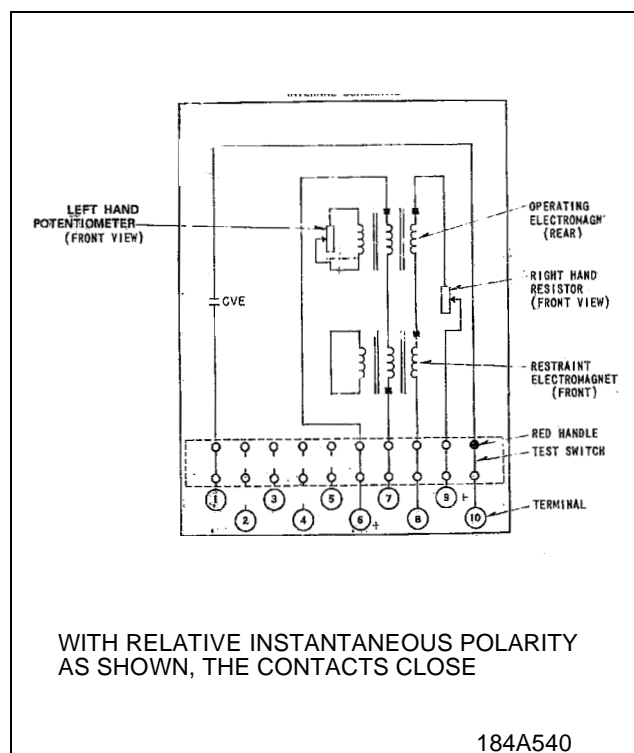 INTERNAL SCHEMATIC
LEFT HAND
POTENTIOMETER
(FRONT VIEW)
OPERATING
ELECTROMAGN'
(REAR)
RIGHT HAND
RESISTOR
(FRONT VIEW)
CVE
RESTRAINT
ELECTROMAGNET
(FRONT)
RED HANDLE
TEST SWITCH
1 3 5 7 9 +
TERMINAL
2 4 6 + 8 10
WITH RELATIVE INSTANTANEOUS POLARITY
AS SHOWN, THE CONTACTS CLOSE
184A540